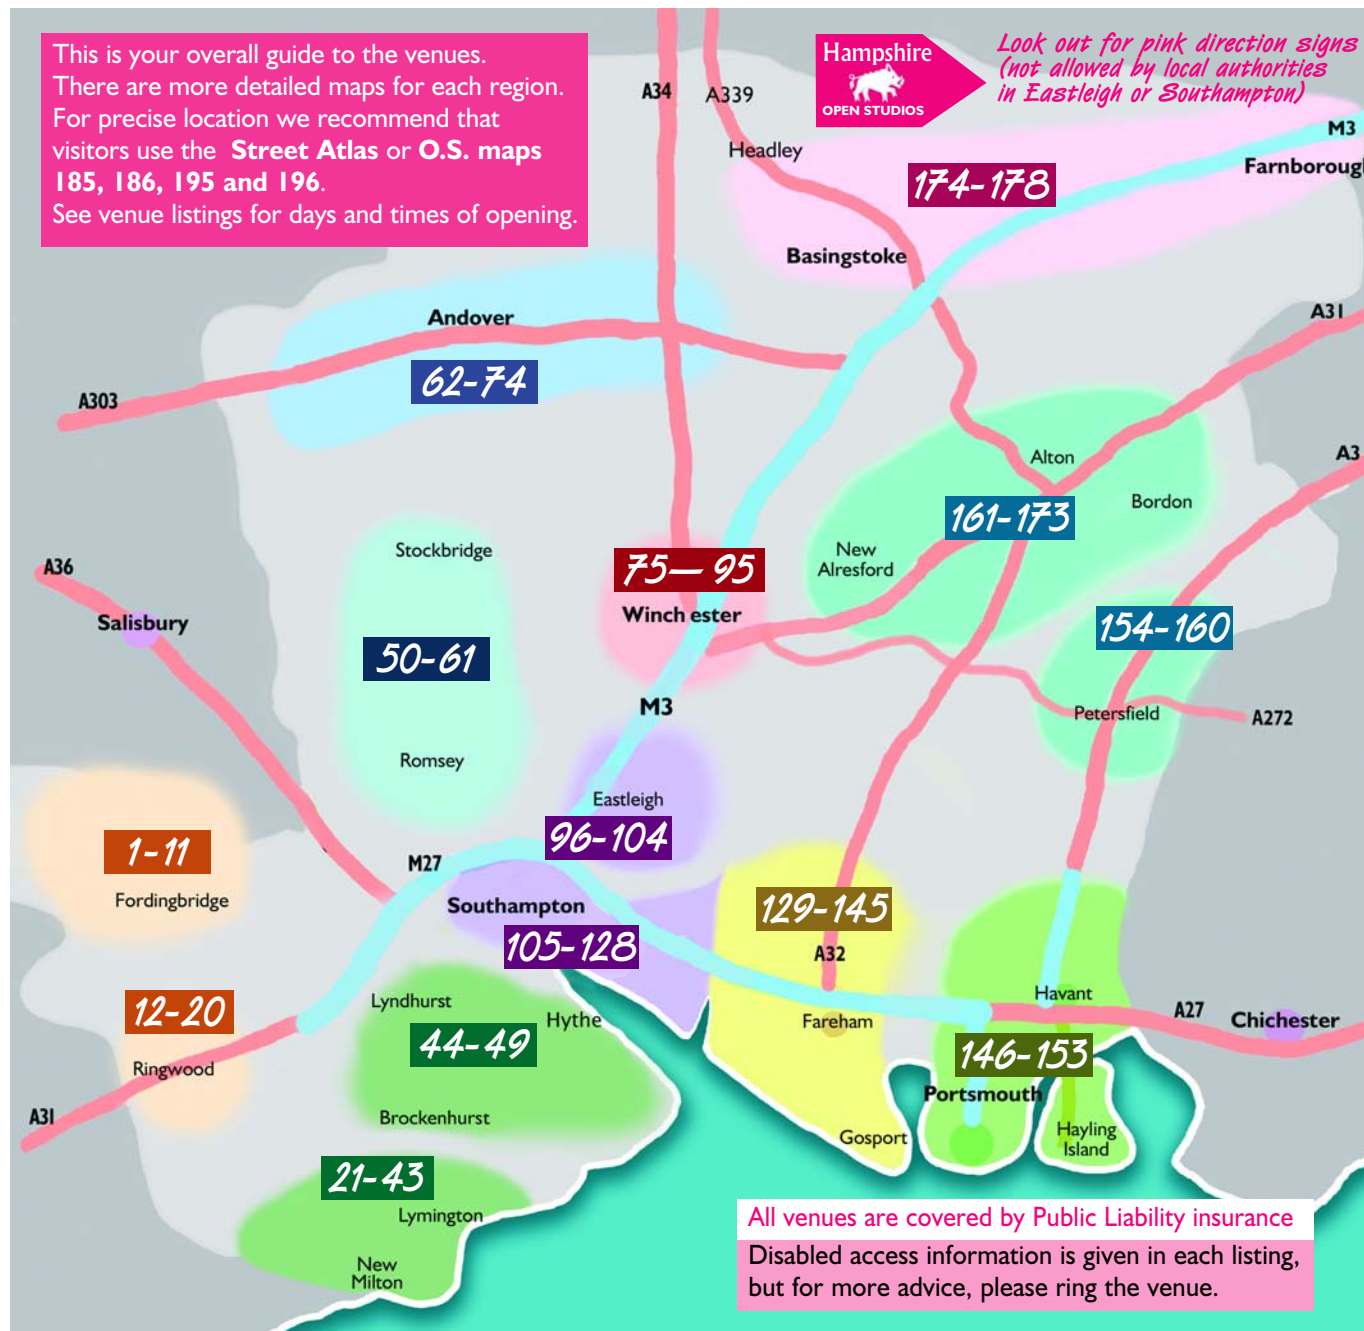 This is your overall guide to the venues.
There are more detailed maps for each region.
For precise location we recommend that
visitors use the Street Atlas or O.S. maps
185, 186, 195 and 196.
See venue listings for days and times of opening.
Hampshire
OPEN STUDIOS
Look out for pink direction signs
(not allowed by local authorities
in Eastleigh or Southampton)
A34
A339
M3
Headley
Farnboroug
174-178
Basingstoke
A31
Andover
62-74
A303
Alton
A3
Bordon
161-173
Stockbridge
New
Alresford
75— 95
A36
Winch ester
Salisbury
154-160
50-61
M3
Petersfield
A272
Romsey
Eastleigh
96-104
1-11
M27
Fordingbridge
Southampton
129-145
105-128
A32
Lyndhurst
Havant
12-20
Hythe
Fareham
A27
Chichester
44-49
146-153
Ringwood
Portsmouth
A31
Brockenhurst
Gosport
Hayling
Island
21-43
Lymington
New
Milton
All venues are covered by Public Liability insurance
Disabled access information is given in each listing,
but for more advice, please ring the venue.